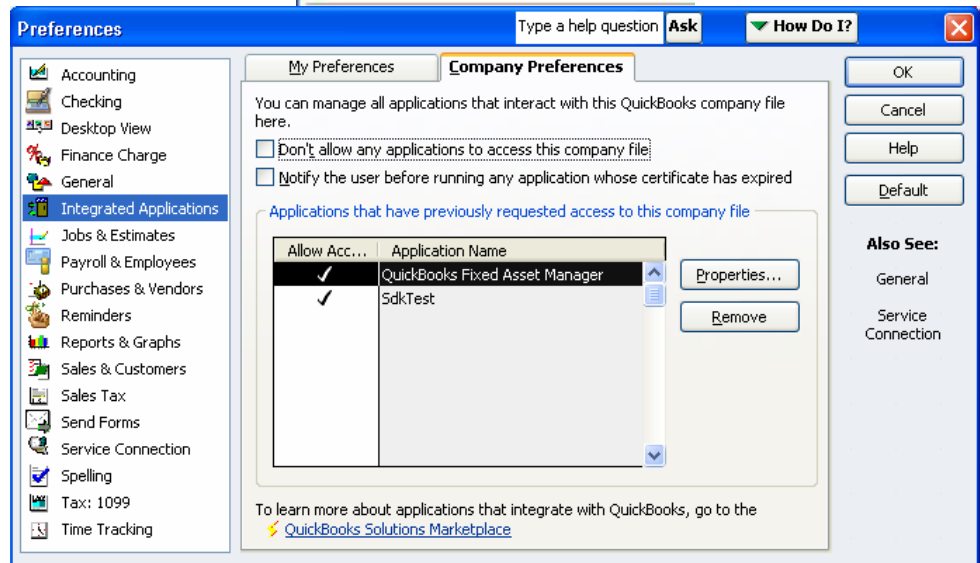 Preferences
Type a help question Ask
How Do I?
Accounting
Checking
Desktop View
Finance Charge
General
Integrated Applications
Jobs & Estimates
Payroll & Employees
Purchases & Vendors
Reminders
Reports & Graphs
Sales & Customers
Sales Tax
Send Forms
Service Connection
Spelling
Tax: 1099
Time Tracking
My Preferences
Company Preferences
You can manage all applications that interact with this QuickBooks company file
here.
Don't allow any applications to access this company file
Notify the user before running any application whose certificate has expired
Applications that have previously requested access to this company file
Allow Acc... Application Name
QuickBooks Fixed Asset Manager
SdkTest
Properties...
Remove
To learn more about applications that integrate with QuickBooks, go to the
QuickBooks Solutions Marketplace
OK
Cancel
Help
Default
Also See:
General
Service
Connection